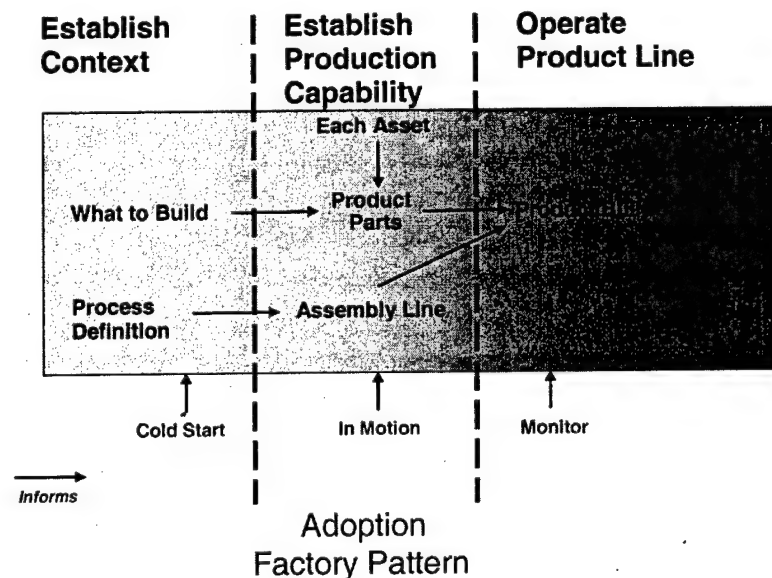 Establish
Context
Establish
Production
Capability
Operate
Product Line
Each Asset
What to Build
Product
Parts
Process
Definition
Assembly Line
Cold Start
In Motion
Monitor
Informs
Adoption
Factory Pattern